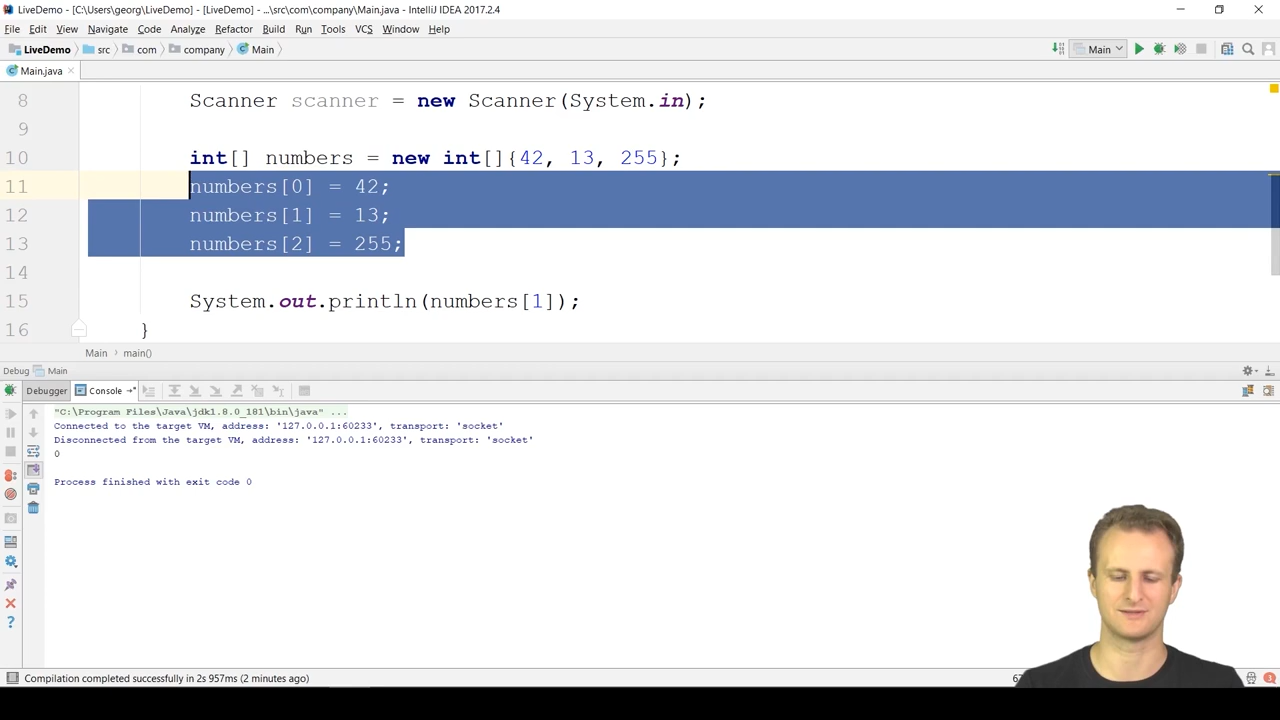 LiveDemo - [C:\Users\georg\LiveDemo] - [LiveDemo] - ...\src\com\company\Main.java - IntelliJ IDEA 2017.2.4
File Edit View Navigate Code Analyze Refactor Build Run Tools VCS Window Help
LiveDemo src com company Main Main
Main.java
8 Scanner scanner = new Scanner(System.in);
9
10 int[] numbers = new int[]{42, 13, 255};
11 numbers[0] = 42;
12 numbers[1] = 13;
13 numbers[2] = 255;
14
15 System.out.println(numbers[1]);
16 }
Main main()
Debug Main
Debugger Console
"C:\Program Files\Java\jdk1.8.0_181\bin\java" ...
Connected to the target VM, address: '127.0.0.1:60233', transport: 'socket'
Disconnected from the target VM, address: '127.0.0.1:60233', transport: 'socket'
0
Process finished with exit code 0
Compilation completed successfully in 2s 957ms (2 minutes ago)